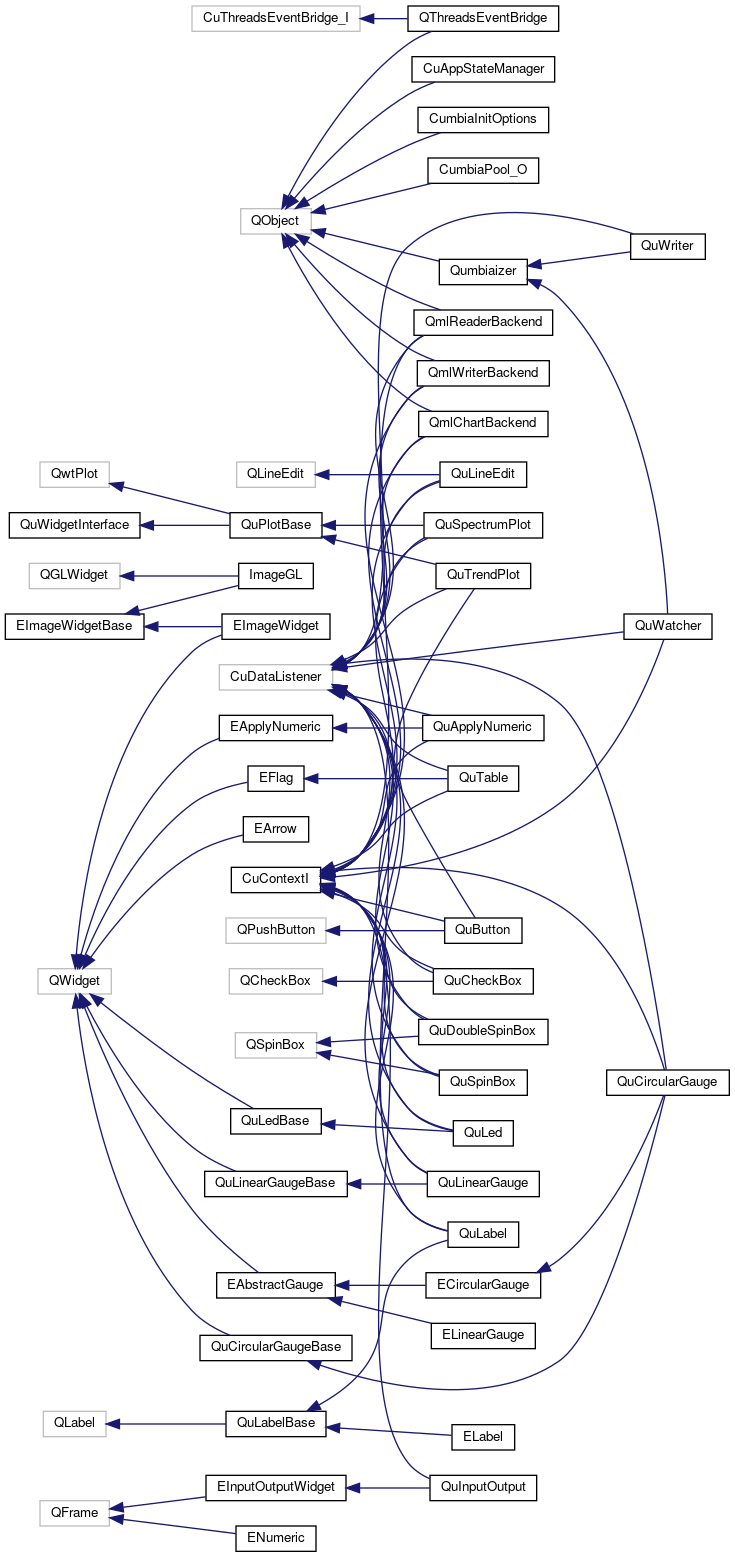 CuThreadsEventBridge_I
QThreadsEventBridge
CuAppStateManager
CumbiaInitOptions
CumbiaPool_O
QObject
QuWriter
Qumbiaizer
QmlReaderBackend
QmlWriterBackend
QmlChartBackend
QwtPlot
QLineEdit
QuLineEdit
QuWidgetInterface
QuPlotBase
QuSpectrumPlot
QGLWidget
ImageGL
QuTrendPlot
EImageWidgetBase
EImageWidget
QuWatcher
CuDataListener
EApplyNumeric
QuApplyNumeric
EFlag
QuTable
EArrow
CuContextI
QPushButton
QuButton
QWidget
QCheckBox
QuCheckBox
QSpinBox
QuDoubleSpinBox
QuSpinBox
QuCircularGauge
QuLedBase
QuLed
QuLinearGaugeBase
QuLinearGauge
QuLabel
EAbstractGauge
ECircularGauge
ELinearGauge
QuCircularGaugeBase
QLabel
QuLabelBase
ELabel
EInputOutputWidget
QuInputOutput
QFrame
ENumeric